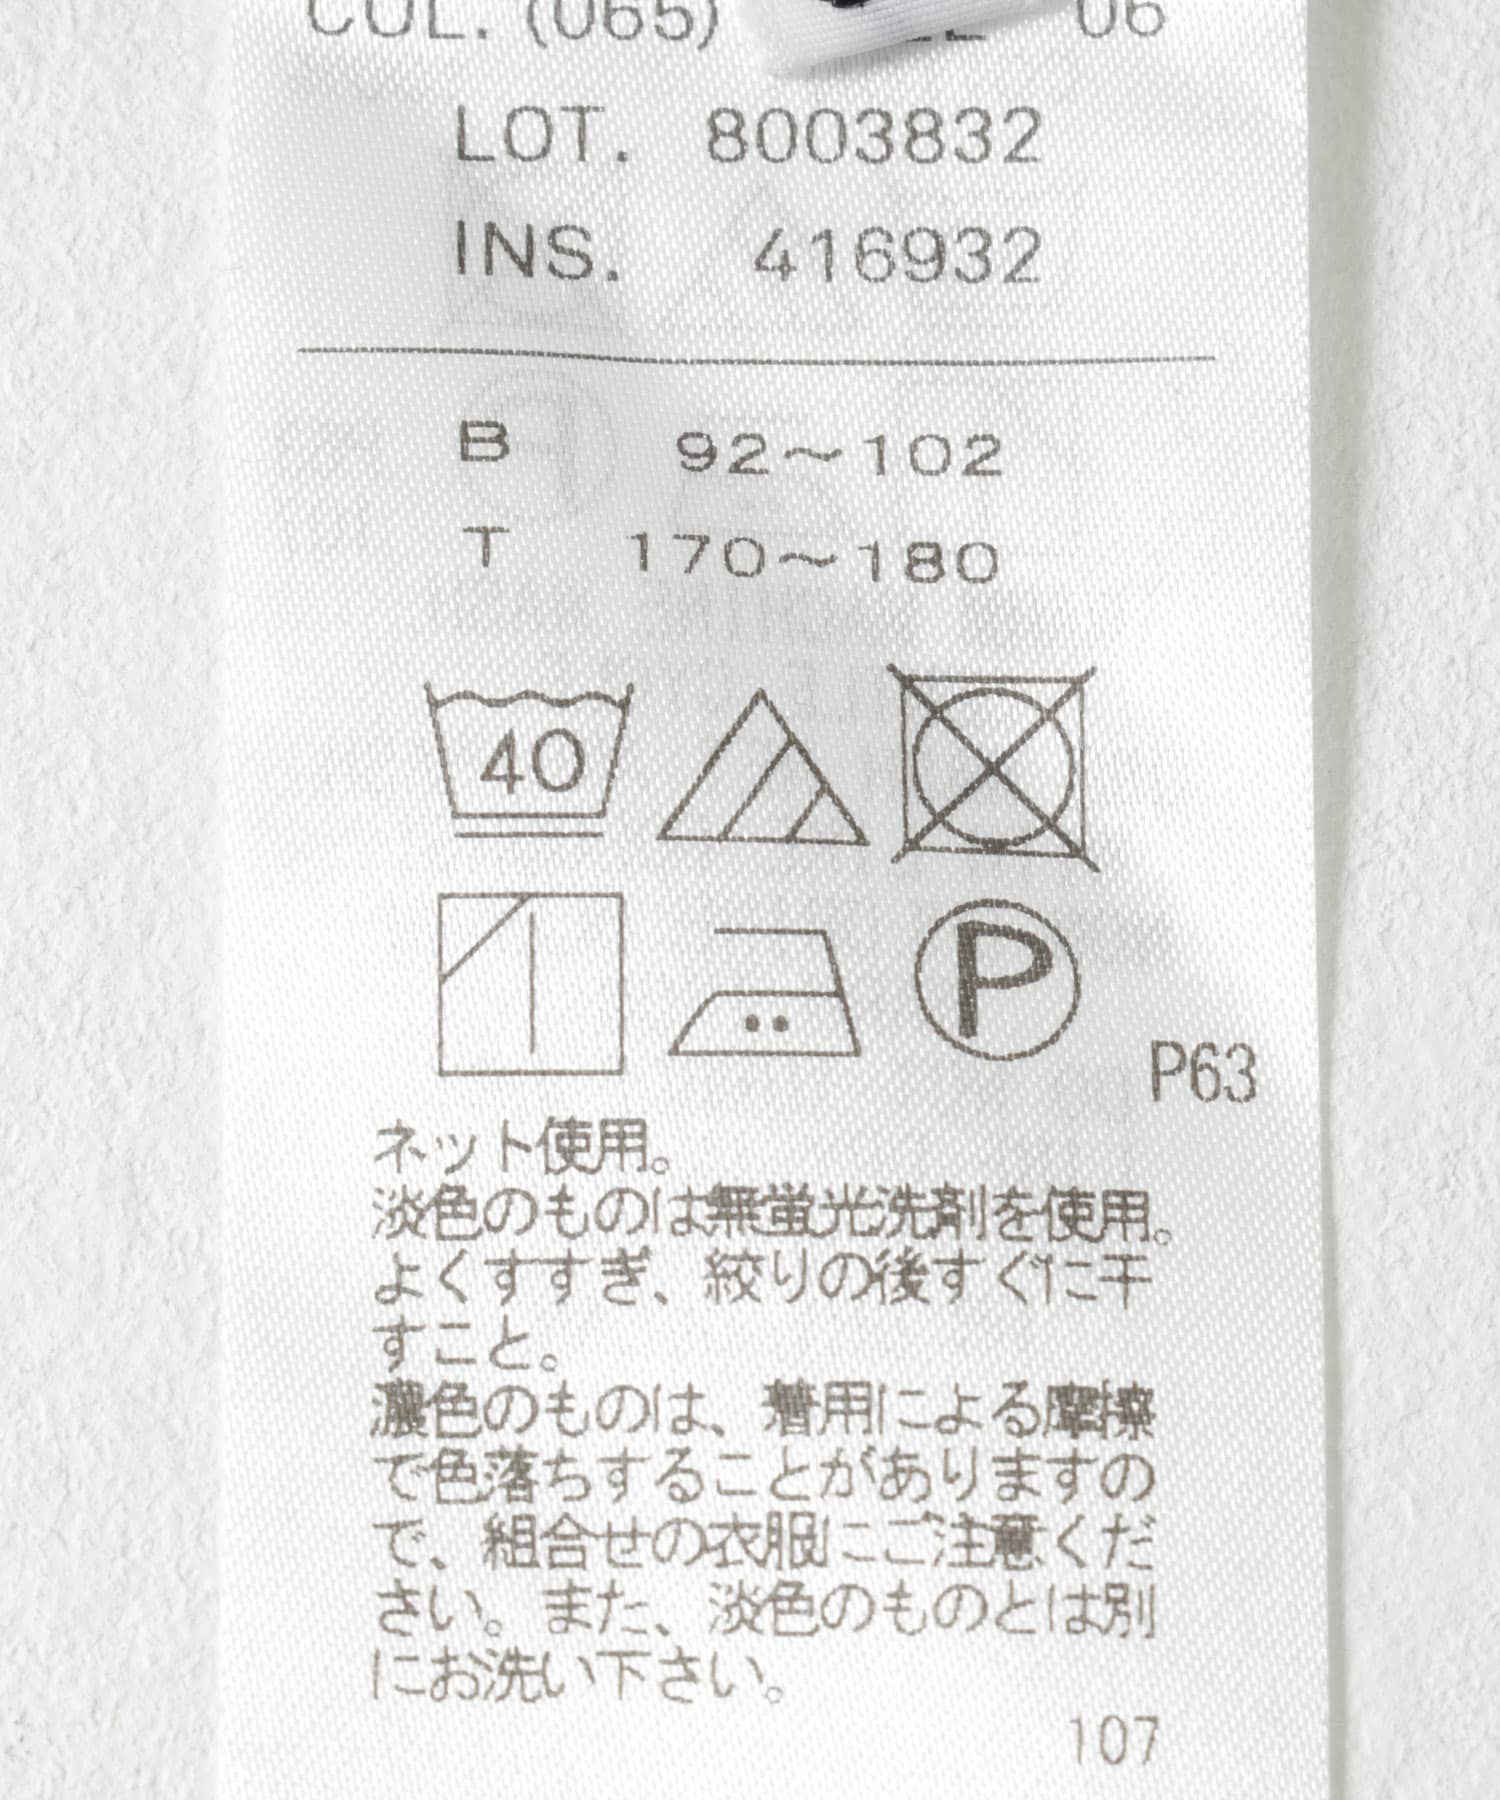 COL. (065) 06
LOT. 8003832
INS. 416932
B 92～102
T 170～180
40
P
P63
ネット使用。
淡色のものは無蛍光洗剤を使用。
よくすすぎ、絞りの後すぐに干
すこと。
濃色のものは、着用による摩擦
で色落ちすることがありますの
で、組合せの衣服にご注意くだ
さい。また、淡色のものとは別
にお洗い下さい。
107